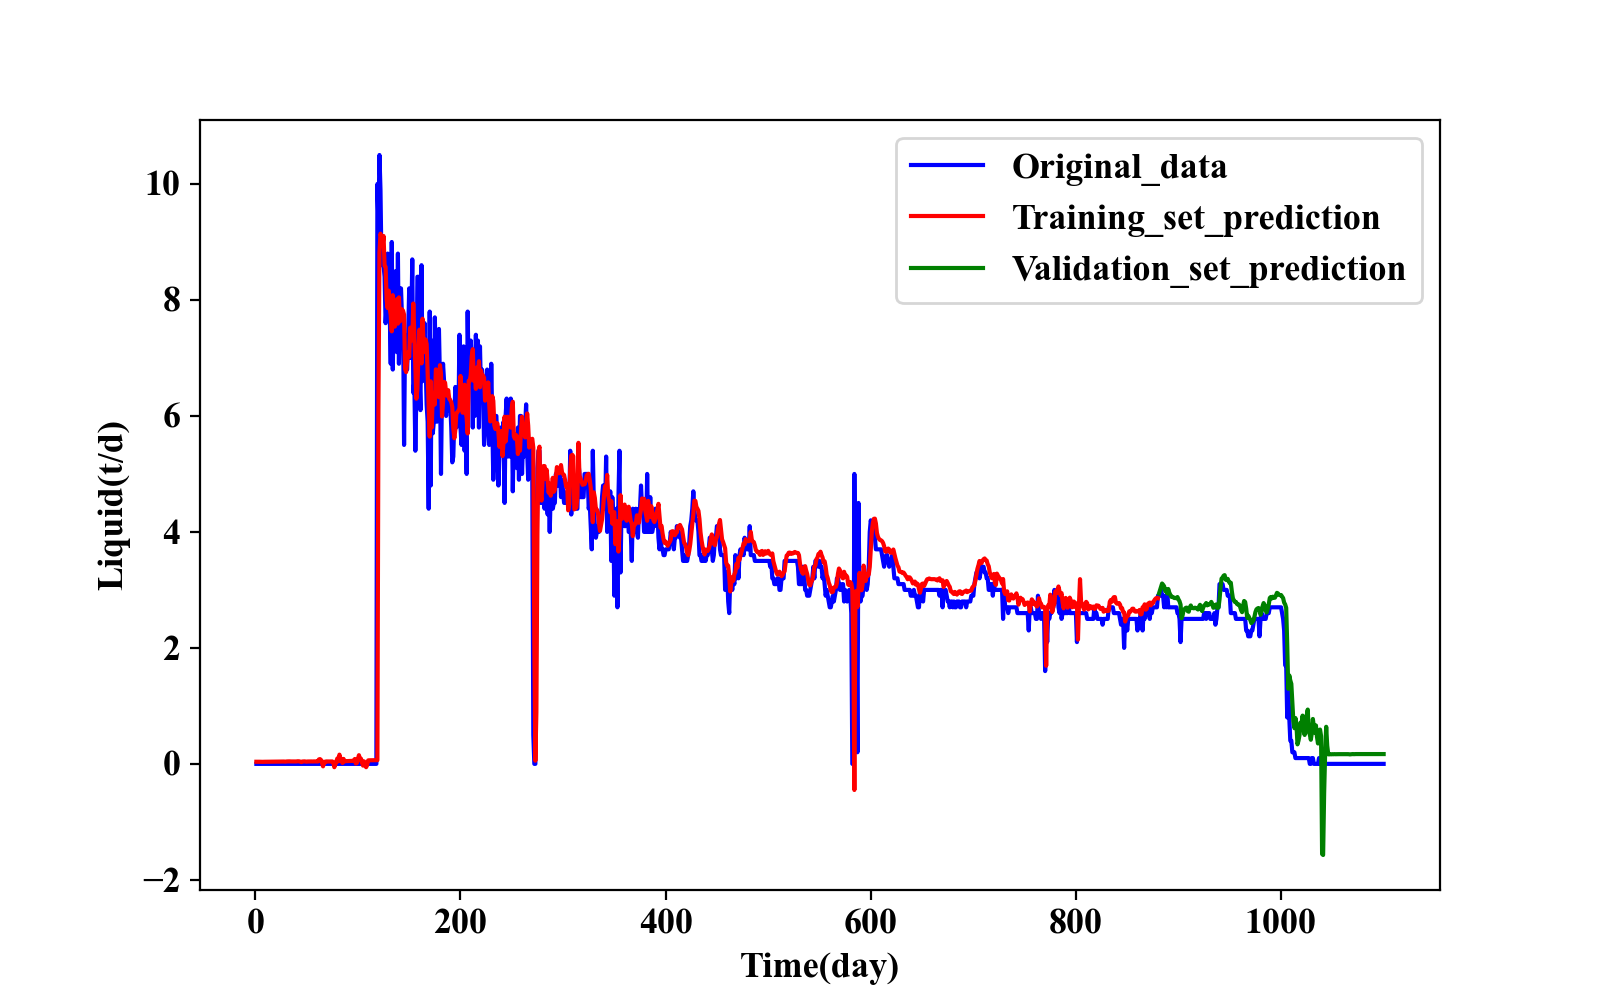 Original_data
Training_set_prediction
Validation_set_prediction
Liquid(t/d)
10
8
6
4
2
0
−2
0 200 400 600 800 1000
Time(day)